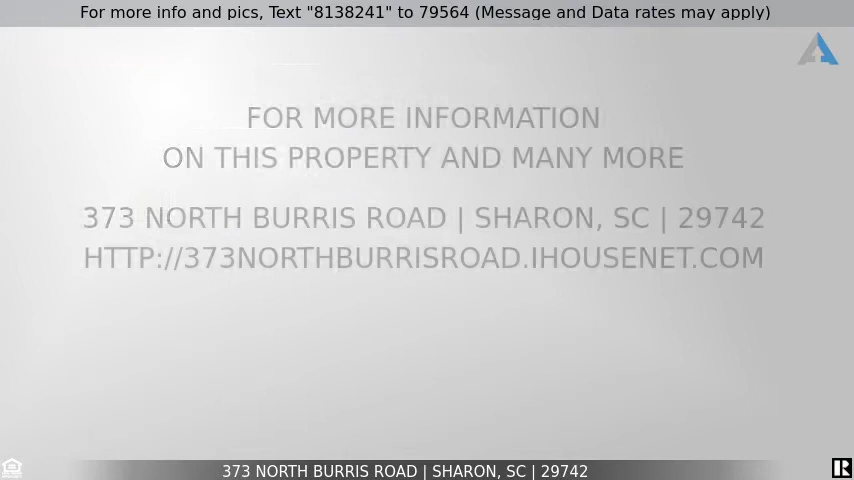 For more info and pics, Text "8138241" to 79564 (Message and Data rates may apply)
FOR MORE INFORMATION
ON THIS PROPERTY AND MANY MORE
373 NORTH BURRIS ROAD | SHARON, SC | 29742
HTTP://373NORTHBURRISROAD.IHOUSENET.COM
373 NORTH BURRIS ROAD | SHARON, SC | 29742